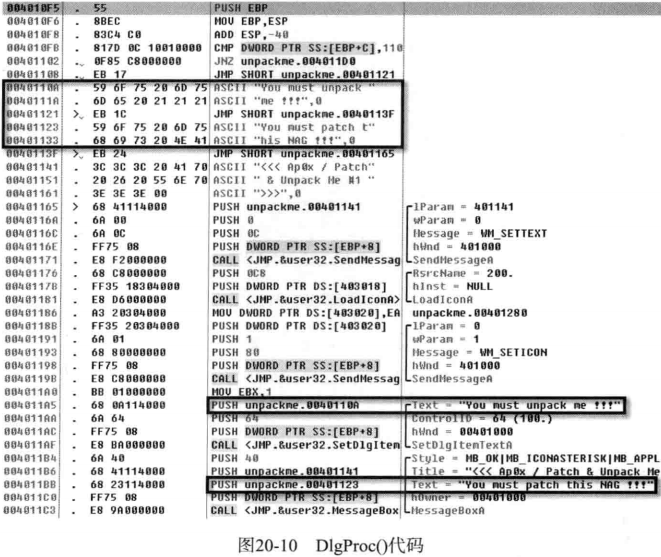 004010F5 . 55 PUSH EBP
004010F6 . 8BEC MOV EBP,ESP
004010F8 . 83C4 C0 ADD ESP,-40
004010FB . 817D 0C 10010000 CMP DWORD PTR SS:[EBP+C],110
00401102 . 0F85 C8000000 JNZ unpackme.004011D0
00401108 . EB 17 JMP SHORT unpackme.00401121
0040110A . 59 6F 75 20 6D 75 ASCII "You must unpack "
0040111A . 6D 65 20 21 21 21 ASCII "me !!!",0
00401121 > EB 1C JMP SHORT unpackme.0040113F
00401123 . 59 6F 75 20 6D 75 ASCII "You must patch t"
00401133 . 68 69 73 20 4E 41 ASCII "his NAG !!!",0
0040113F > EB 24 JMP SHORT unpackme.00401165
00401141 . 3C 3C 3C 20 41 70 ASCII "<<< Ap0x / Patch"
00401151 . 20 26 20 55 6E 70 ASCII " & Unpack Me #1 "
00401161 . 3E 3E 3E 00 ASCII ">>>",0
00401165 > 68 41114000 PUSH unpackme.00401141 lParam = 401141
0040116A . 6A 00 PUSH 0 wParam = 0
0040116C . 6A 0C PUSH 0C Message = WM_SETTEXT
0040116E . FF75 08 PUSH DWORD PTR SS:[EBP+8] hWnd = 401000
00401171 . E8 F2000000 CALL <JMP.&user32.SendMessag SendMessageA
00401176 . 68 C8000000 PUSH 0C8 RsrcName = 200.
0040117B . FF35 18304000 PUSH DWORD PTR DS:[403018] hInst = NULL
00401181 . E8 D6000000 CALL <JMP.&user32.LoadIconA> LoadIconA
00401186 . A3 20304000 MOV DWORD PTR DS:[403020],EA unpackme.00401280
0040118B . FF35 20304000 PUSH DWORD PTR DS:[403020] lParam = 0
00401191 . 6A 01 PUSH 1 wParam = 1
00401193 . 68 80000000 PUSH 80 Message = WM_SETICON
00401198 . FF75 08 PUSH DWORD PTR SS:[EBP+8] hWnd = 401000
0040119B . E8 C8000000 CALL <JMP.&user32.SendMessag SendMessageA
004011A0 . BB 01000000 MOV EBX,1
004011A5 . 68 0A114000 PUSH unpackme.0040110A Text = "You must unpack me !!!"
004011AA . 6A 64 PUSH 64 ControlID = 64 (100.)
004011AC . FF75 08 PUSH DWORD PTR SS:[EBP+8] hWnd = 00401000
004011AF . E8 BA000000 CALL <JMP.&user32.SetDlgItem SetDlgItemTextA
004011B4 . 6A 40 PUSH 40 Style = MB_OK|MB_ICONASTERISK|MB_APPL
004011B6 . 68 41114000 PUSH unpackme.00401141 Title = "<<< Ap0x / Patch & Unpack Me
004011BB . 68 23114000 PUSH unpackme.00401123 Text = "You must patch this NAG !!!"
004011C0 . FF75 08 PUSH DWORD PTR SS:[EBP+8] hOwner = 00401000
004011C3 . E8 9A000000 CALL <JMP.&user32.MessageBox MessageBoxA
图20-10 DlgProc()代码